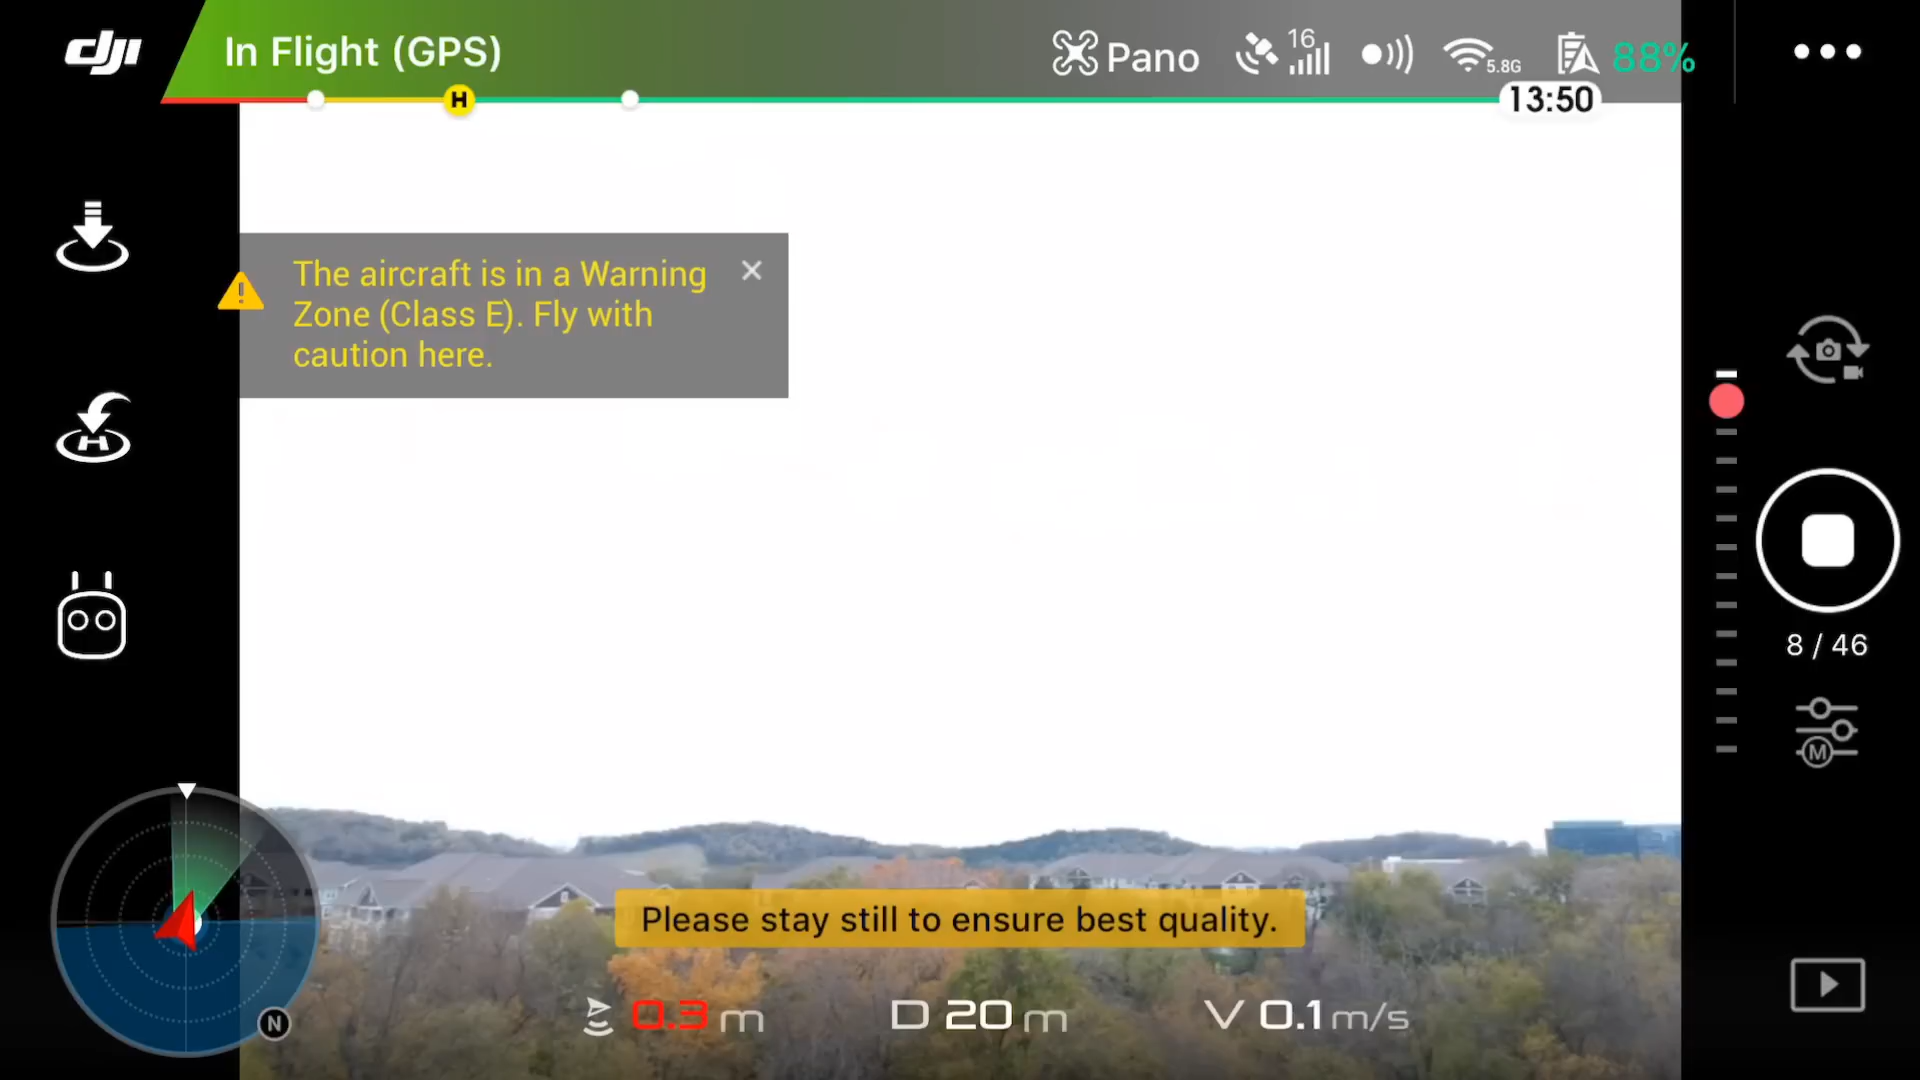 dji
In Flight (GPS)
Pano
16
5.8G
88%
H
13:50
The aircraft is in a Warning
Zone (Class E). Fly with
caution here.
H
8 / 46
M
Please stay still to ensure best quality.
N
0.3 m
D 20 m
V 0.1 m/s